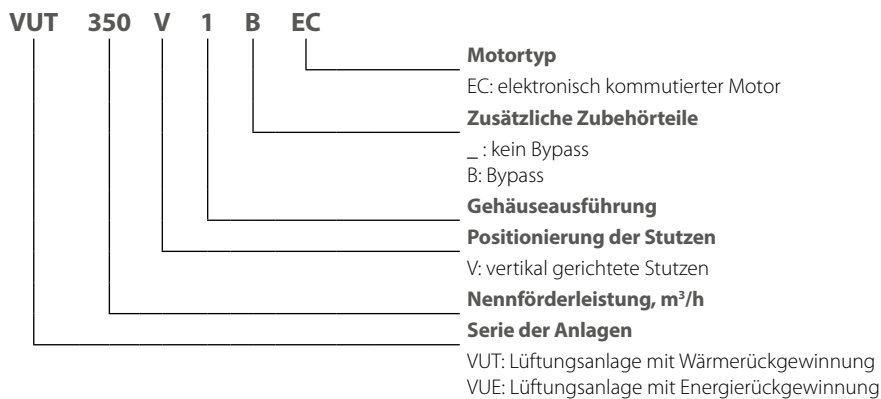 VUT 350 V 1 B EC
Motortyp
EC: elektronisch kommutierter Motor
Zusätzliche Zubehörteile
_ : kein Bypass
B: Bypass
Gehäuseausführung
Positionierung der Stutzen
V: vertikal gerichtete Stutzen
Nennförderleistung, m³/h
Serie der Anlagen
VUT: Lüftungsanlage mit Wärmerückgewinnung
VUE: Lüftungsanlage mit Energierückgewinnung